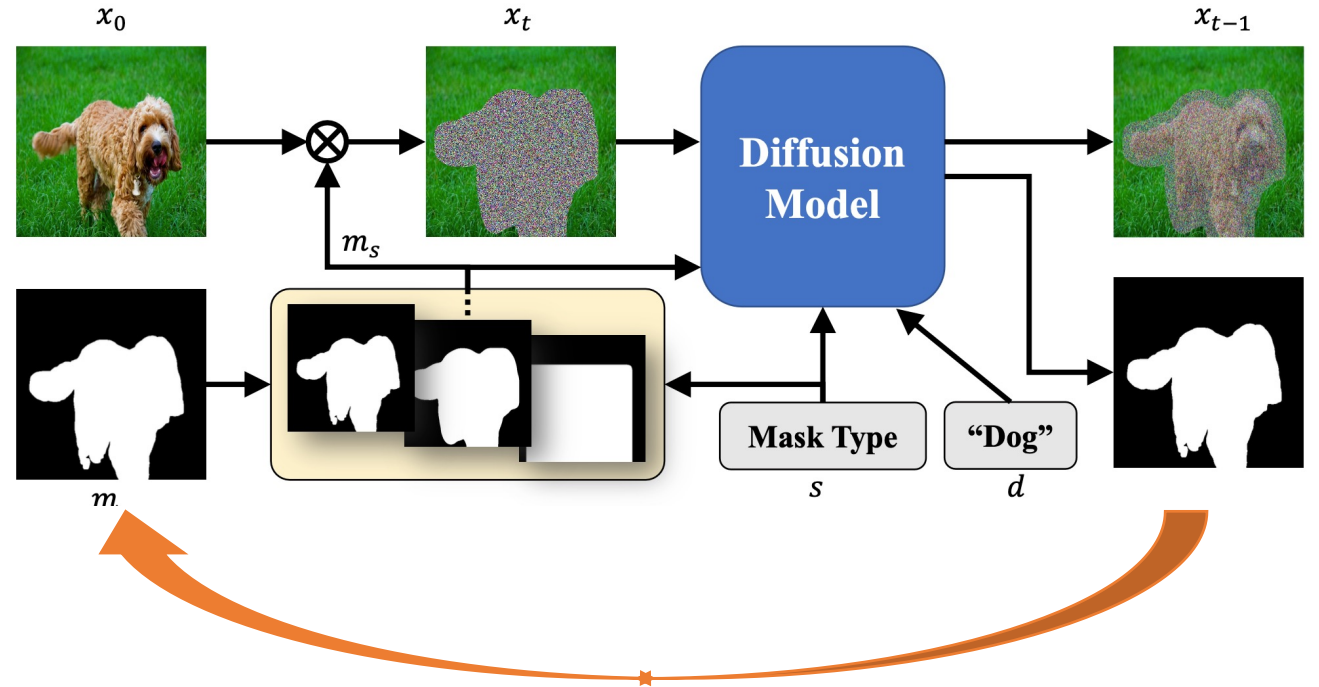 x₀
xₜ
xₜ₋₁
Diffusion
Model
mₛ
Mask Type
“Dog”
m
s
d